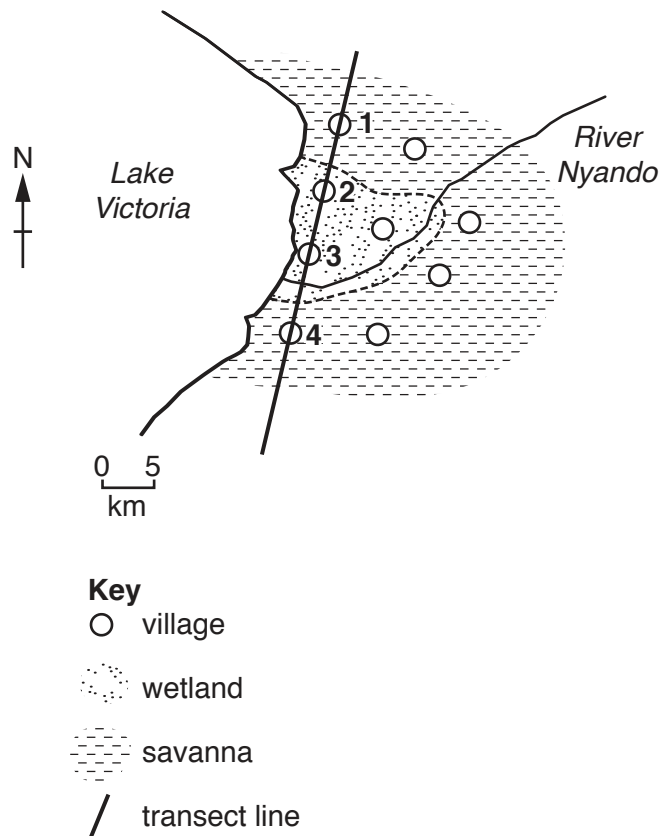 1
River
Nyando
N
Lake
Victoria
2
3
4
0 5
km
Key
village
wetland
savanna
transect line